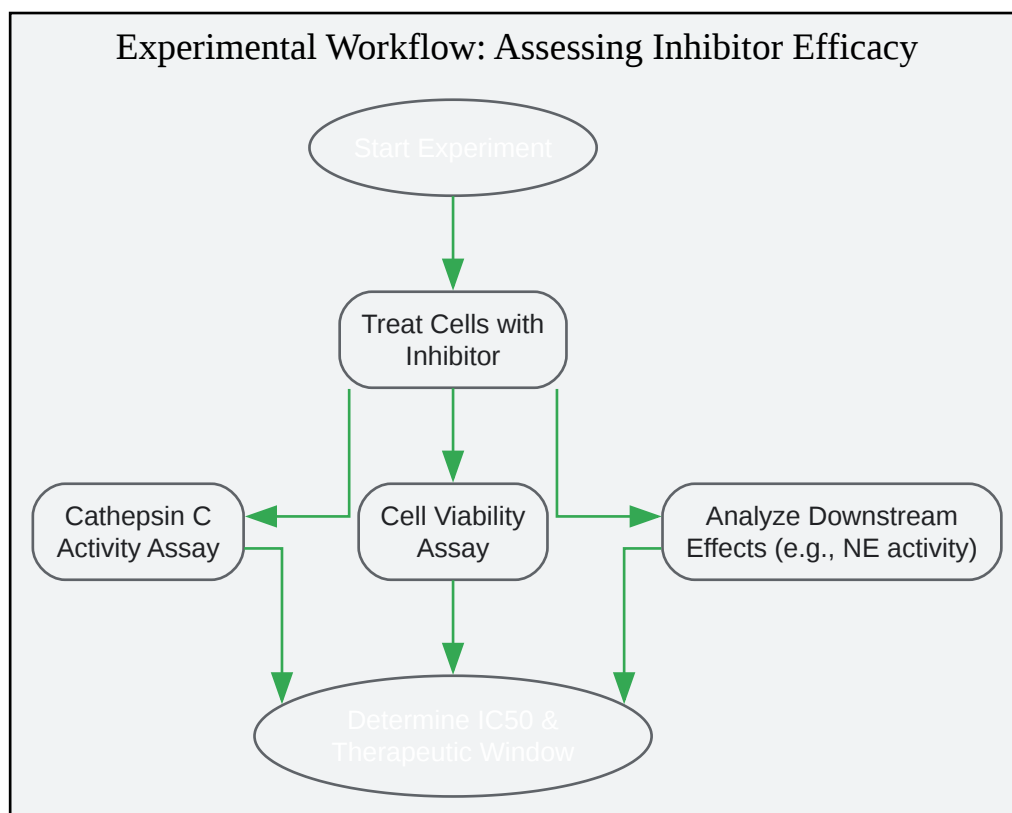 Experimental Workflow: Assessing Inhibitor Efficacy
Start Experiment
Treat Cells with
Inhibitor
Cathepsin C
Activity Assay
Cell Viability
Assay
Analyze Downstream
Effects (e.g., NE activity)
Determine IC50 &
Therapeutic Window